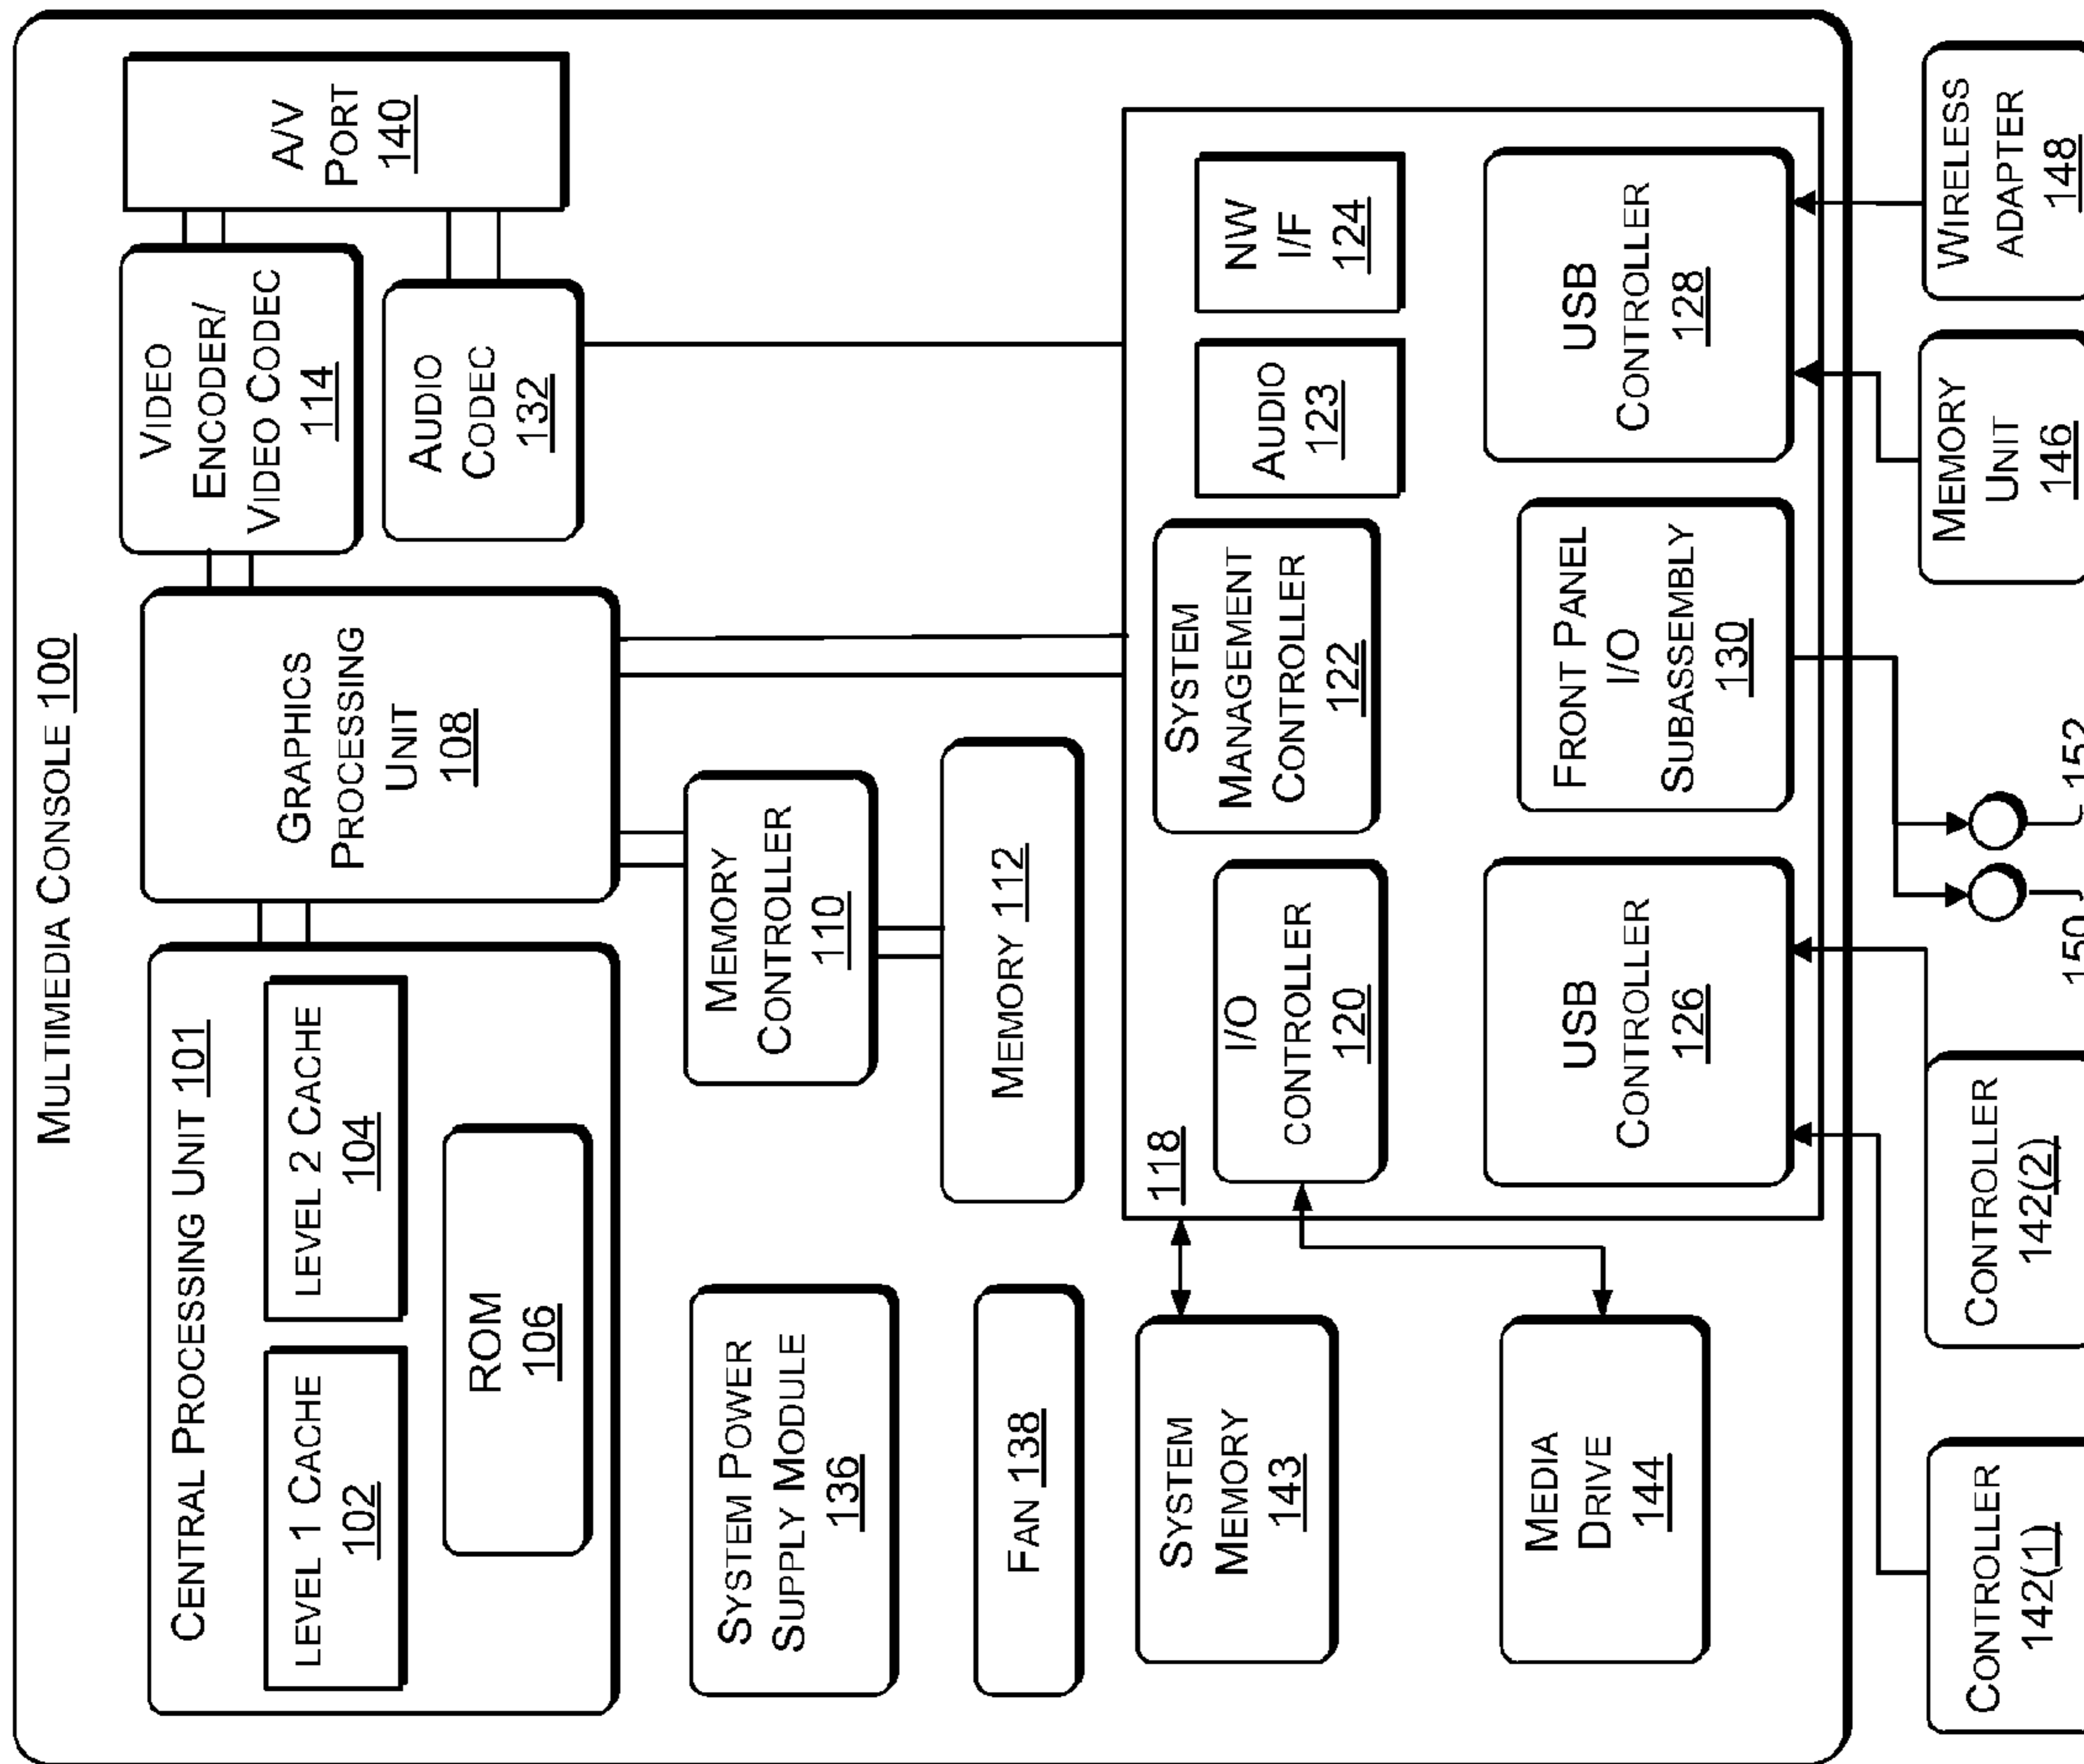 MULTIMEDIA CONSOLE 100
CENTRAL PROCESSING UNIT 101
LEVEL 1 CACHE
102
LEVEL 2 CACHE
104
ROM
106
GRAPHICS
PROCESSING
UNIT
108
VIDEO
ENCODER/
VIDEO CODEC
114
AUDIO
CODEC
132
A/V
PORT
140
MEMORY
CONTROLLER
110
MEMORY 112
SYSTEM POWER
SUPPLY MODULE
136
FAN 138
SYSTEM
MEMORY
143
MEDIA
DRIVE
144
118
I/O
CONTROLLER
120
SYSTEM
MANAGEMENT
CONTROLLER
122
AUDIO
123
NW
I/F
124
USB
CONTROLLER
126
FRONT PANEL
I/O
SUBASSEMBLY
130
USB
CONTROLLER
128
CONTROLLER
142(1)
CONTROLLER
142(2)
150
152
MEMORY
UNIT
146
WIRELESS
ADAPTER
148